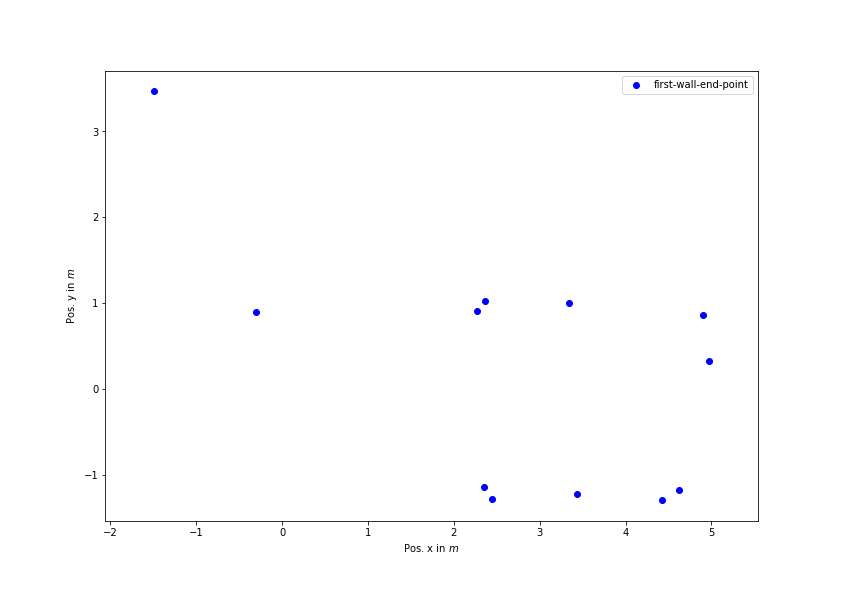 first-wall-end-point
3
2
1
0
−1
Pos. y in m
−2 −1 0 1 2 3 4 5
Pos. x in m